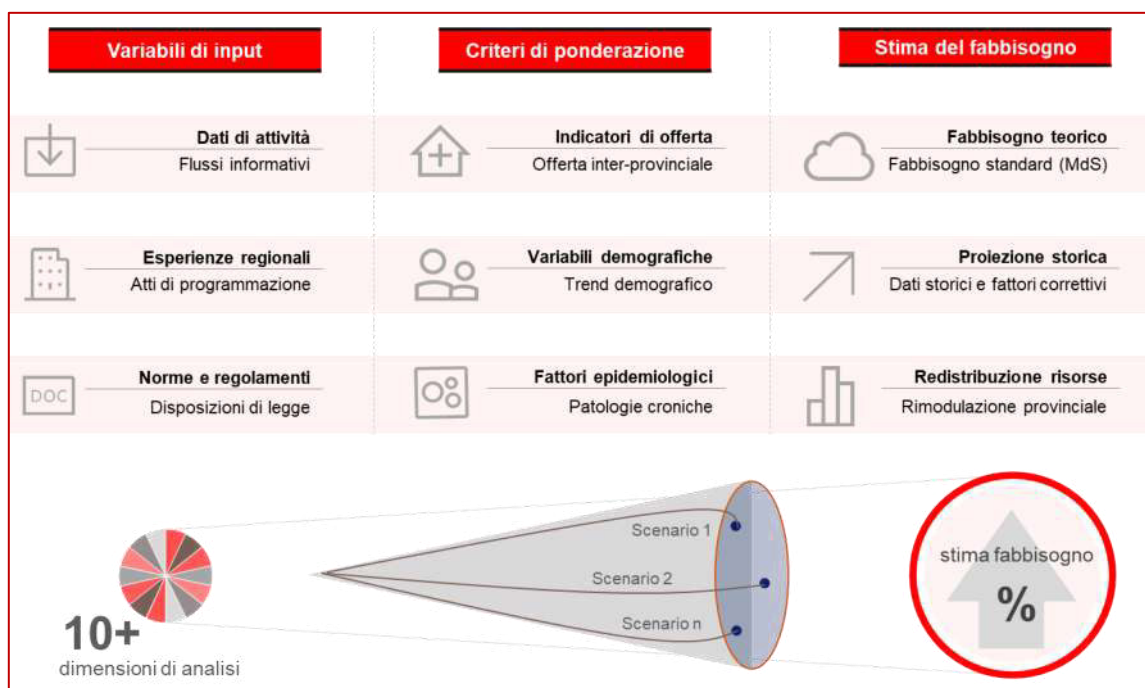 Variabili di input
Criteri di ponderazione
Stima del fabbisogno
Dati di attività
Flussi informativi
Indicatori di offerta
Offerta inter-provinciale
Fabbisogno teorico
Fabbisogno standard (MdS)
Esperienze regionali
Atti di programmazione
Variabili demografiche
Trend demografico
Proiezione storica
Dati storici e fattori correttivi
DOC
Norme e regolamenti
Disposizioni di legge
Fattori epidemiologici
Patologie croniche
Redistribuzione risorse
Rimodulazione provinciale
10+
dimensioni di analisi
Scenario 1
Scenario 2
Scenario n
stima fabbisogno
%